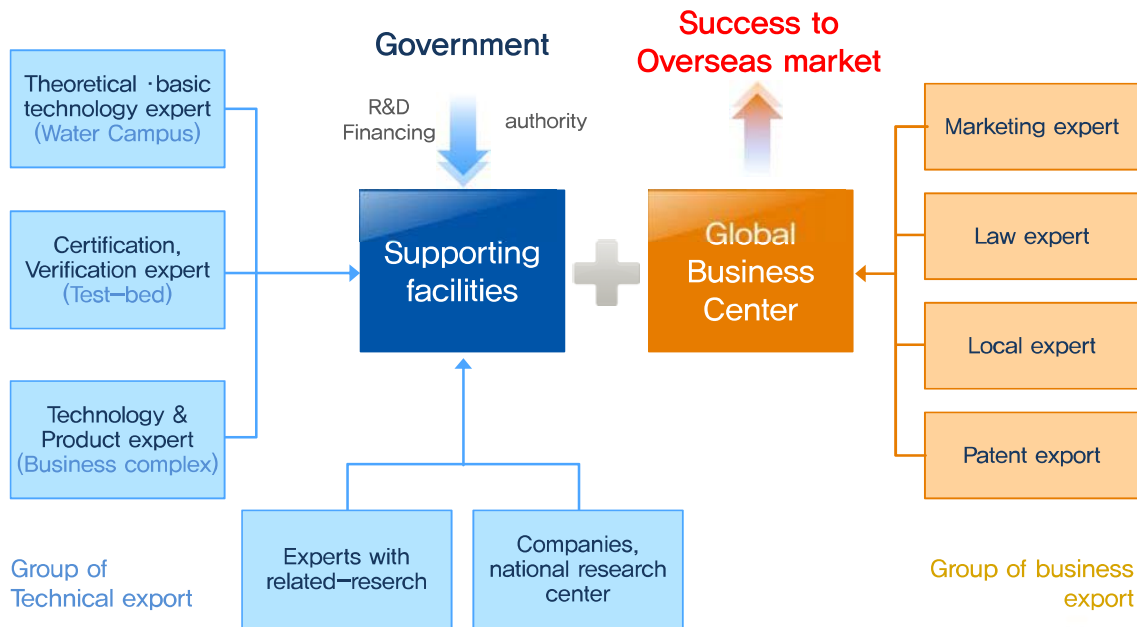 Government
Success to
Overseas market
Theoretical ·basic
technology expert
(Water Campus)
R&D
Financing
authority
Marketing expert
Certification,
Verification expert
(Test-bed)
Supporting
facilities
Global
Business
Center
Law expert
Local expert
Technology &
Product expert
(Business complex)
Patent export
Experts with
related-reserch
Companies,
national research
center
Group of
Technical export
Group of business
export